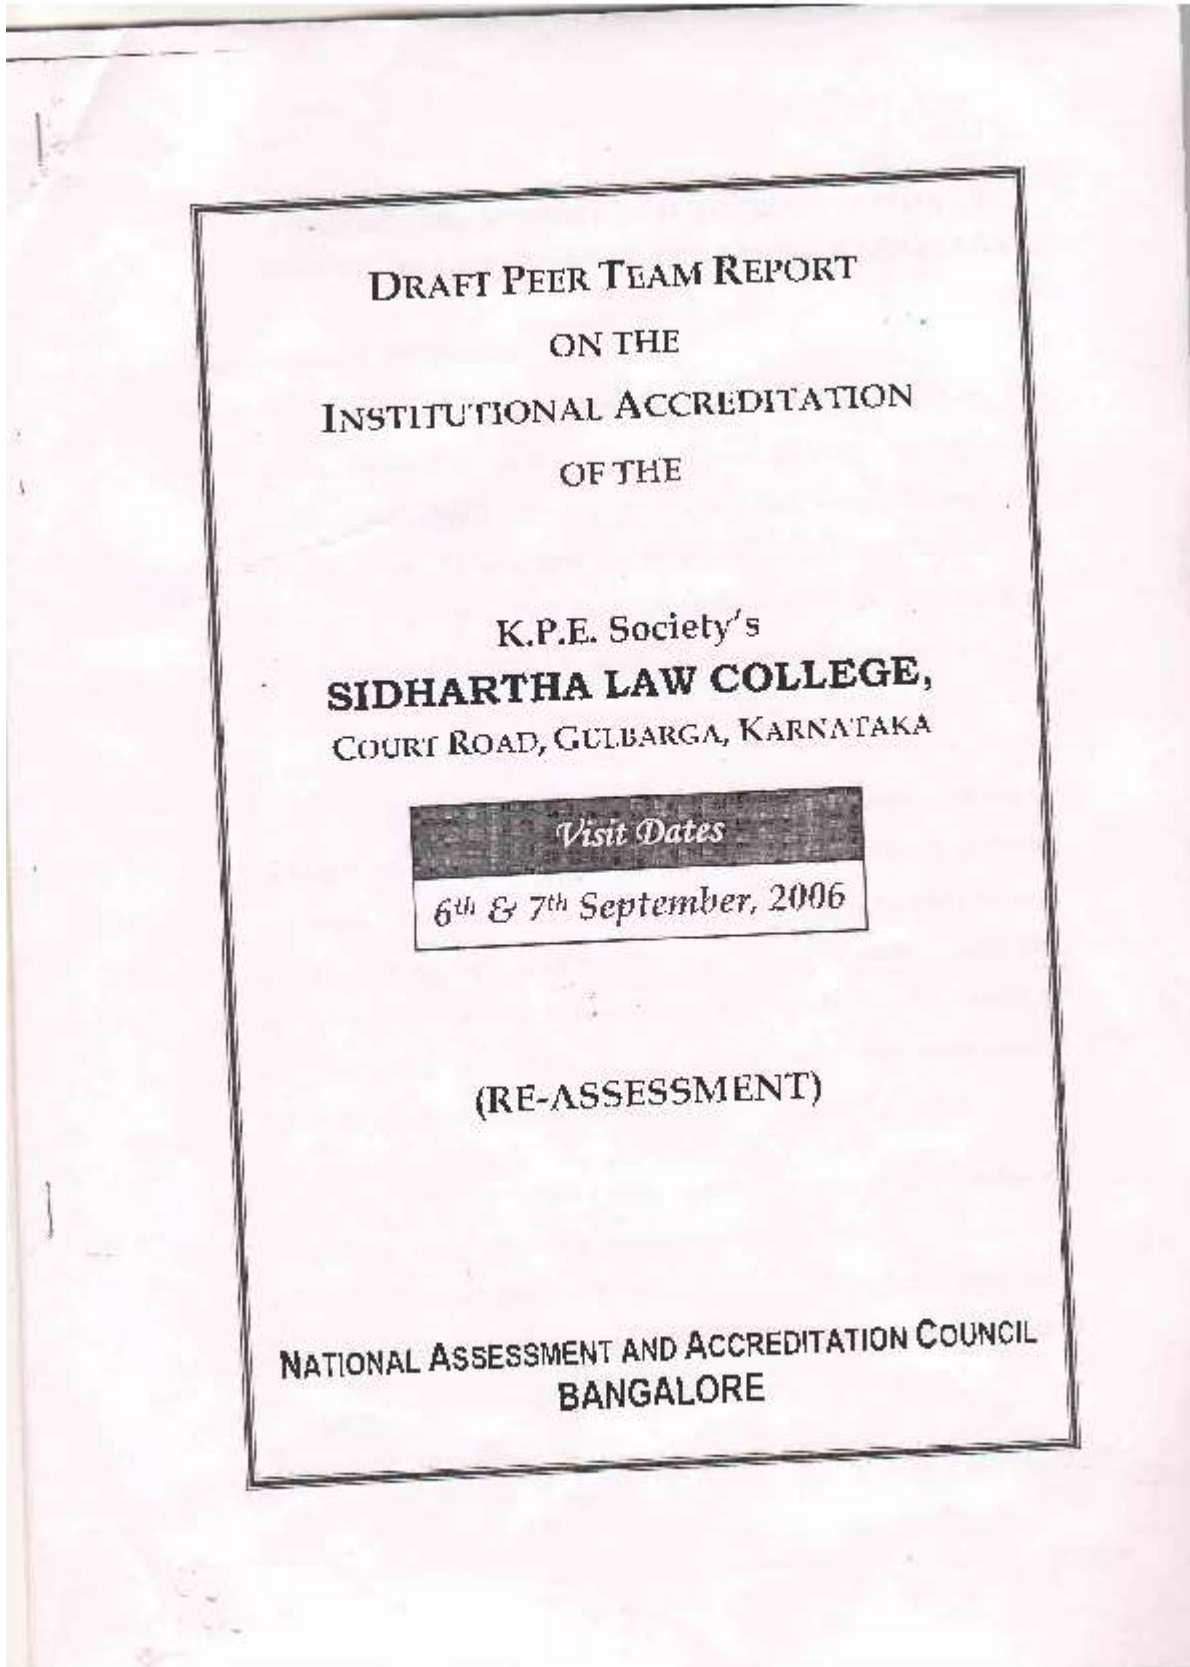 DRAFT PEER TEAM REPORT
ON THE
INSTITUTIONAL ACCREDITATION
OF THE
K.P.E. Society's
SIDHARTHA LAW COLLEGE,
COURT ROAD, GULBARGA, KARNATAKA
Visit Dates
6th & 7th September, 2006
(RE-ASSESSMENT)
NATIONAL ASSESSMENT AND ACCREDITATION COUNCIL
BANGALORE